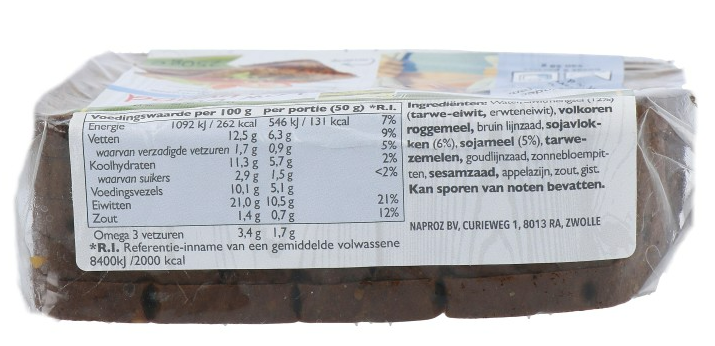 250g
Voedingswaarde per 100 g per portie (50 g) *R.I.
Energie 1092 kJ / 262 kcal 546 kJ / 131 kcal 7%
Vetten 12,5 g 6,3 g 9%
waarvan verzadigde vetzuren 1,7 g 0,9 g 5%
Koolhydraten 11,3 g 5,7 g 2%
waarvan suikers 2,9 g 1,5 g <2%
Voedingsvezels 10,1 g 5,1 g
Eiwitten 21,0 g 10,5 g 21%
Zout 1,4 g 0,7 g 12%
Omega 3 vetzuren 3,4 g 1,7 g
*R.I. Referentie-inname van een gemiddelde volwassene
8400kJ /2000 kcal
Ingrediënten: (12%)
(tarwe-eiwit, erwteneiwit), volkoren
roggemeel, bruin lijnzaad, sojavlok-
ken (6%), sojameel (5%), tarwe-
zemelen, goudlijnzaad, zonnebloempit-
ten, sesamzaad, appelazijn, zout, gist.
Kan sporen van noten bevatten.
NAPROZ BV, CURIEWEG 1, 8013 RA, ZWOLLE